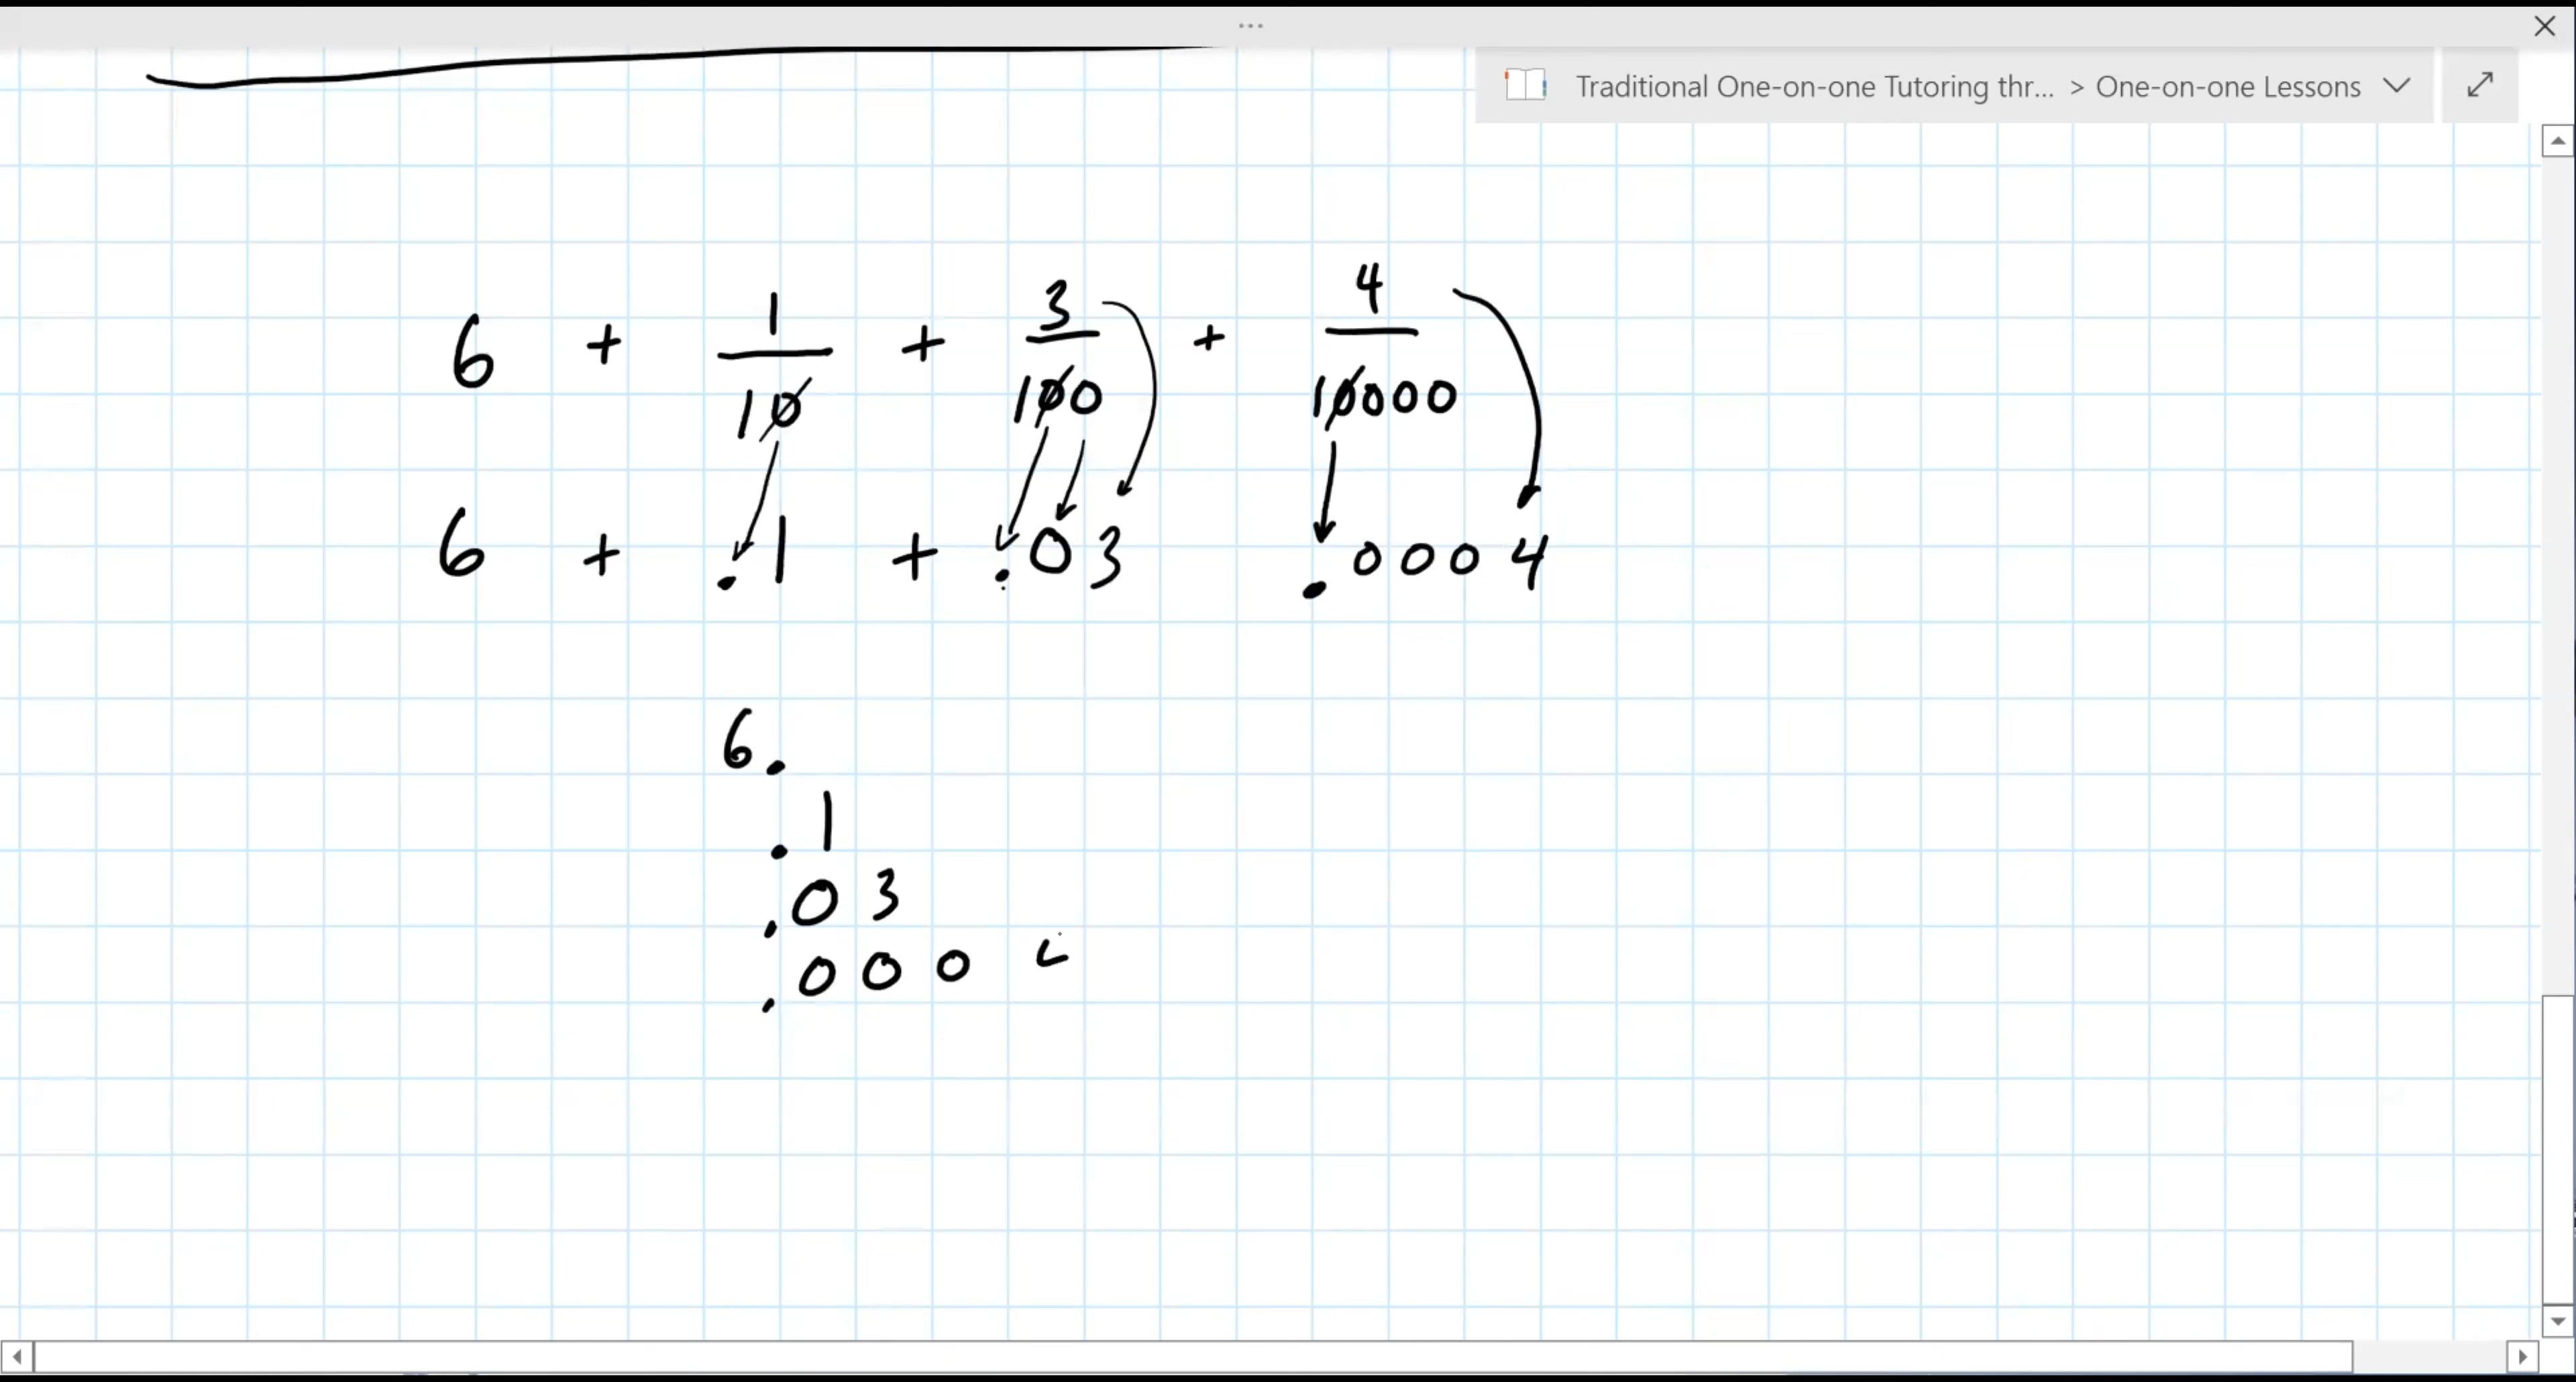 ...
Traditional One-on-one Tutoring thr... > One-on-one Lessons
6 + 1/10 + 3/100 + 4/10000
6 + .1 + .03 .0004
6.
.1
.03
.000